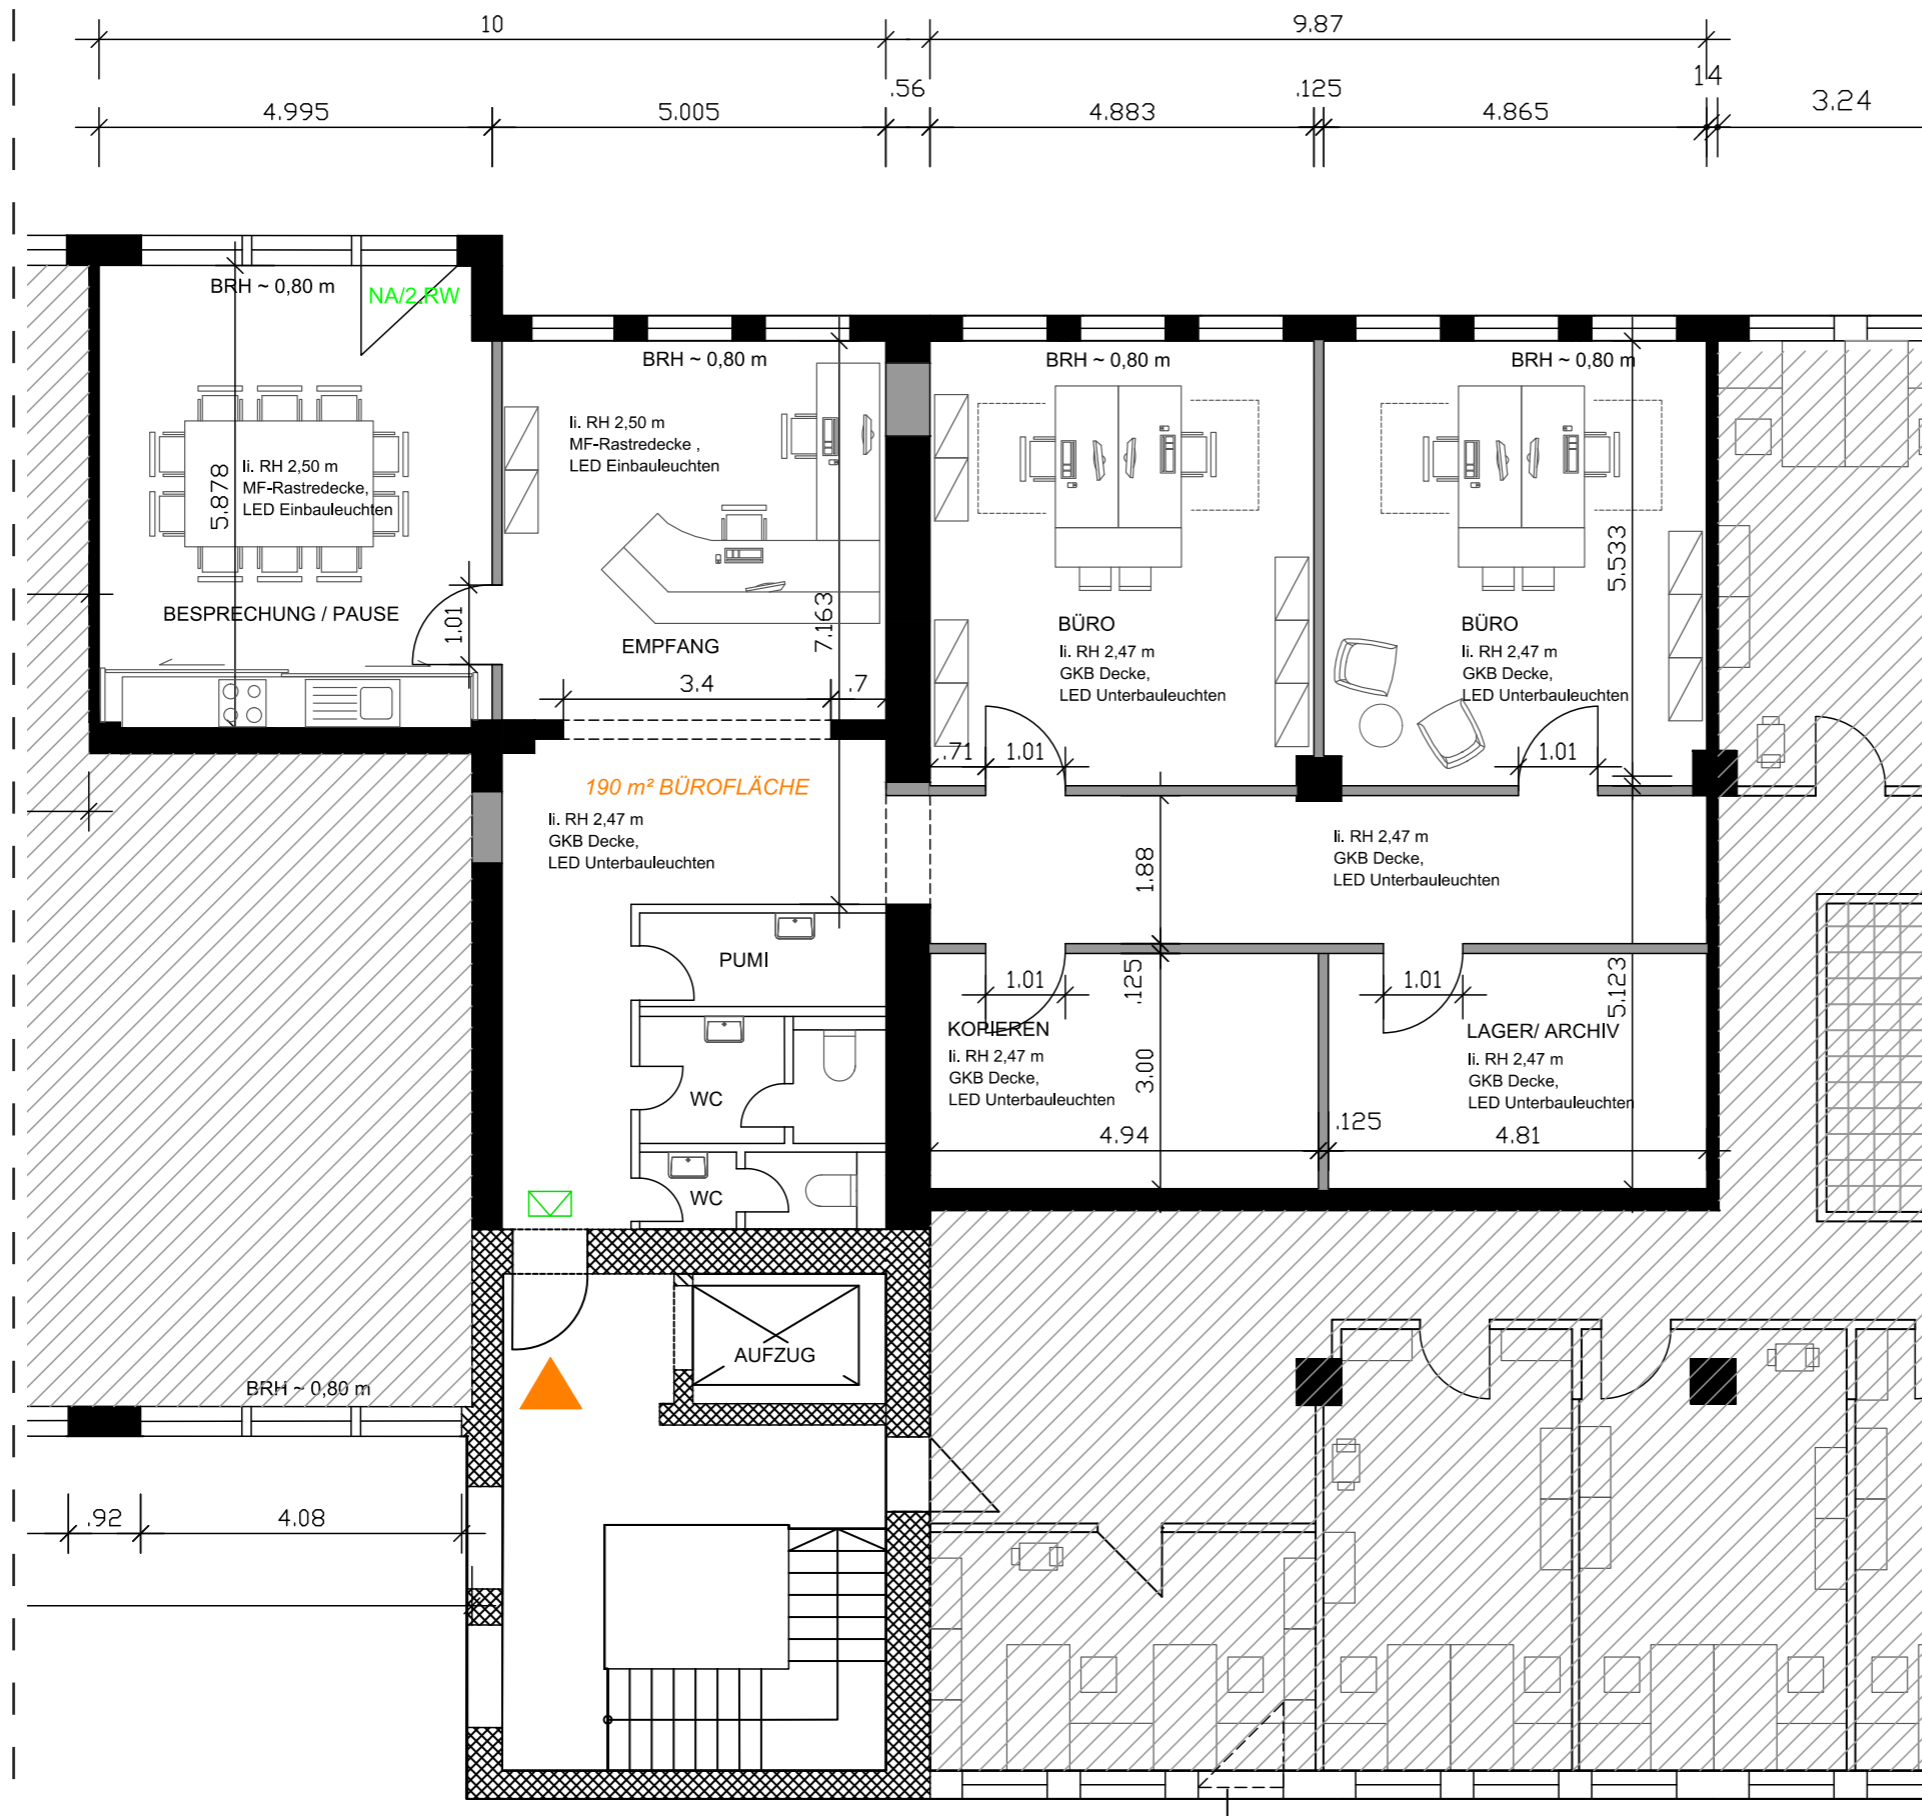 10
9.87
.56
.125
14
4.995
5.005
4.883
4.865
3.24
BRH ~ 0,80 m
NA/2.RW
BRH ~ 0,80 m
BRH ~ 0,80 m
BRH ~ 0,80 m
li. RH 2,50 m
MF-Rastredecke,
LED Einbauleuchten
5.878
li. RH 2,50 m
MF-Rastredecke ,
LED Einbauleuchten
5.533
BESPRECHUNG / PAUSE
1.01
EMPFANG
7.163
3.4
.7
BÜRO
li. RH 2,47 m
GKB Decke,
LED Unterbauleuchten
BÜRO
li. RH 2,47 m
GKB Decke,
LED Unterbauleuchten
.71
1.01
1.01
190 m² BÜROFLÄCHE
li. RH 2,47 m
GKB Decke,
LED Unterbauleuchten
1.88
li. RH 2,47 m
GKB Decke,
LED Unterbauleuchten
PUMI
1.01
.125
1.01
5.123
KOPIEREN
li. RH 2,47 m
GKB Decke,
LED Unterbauleuchten
3.00
LAGER/ ARCHIV
li. RH 2,47 m
GKB Decke,
LED Unterbauleuchten
WC
4.94
.125
4.81
WC
AUFZUG
BRH ~ 0,80 m
.92
4.08